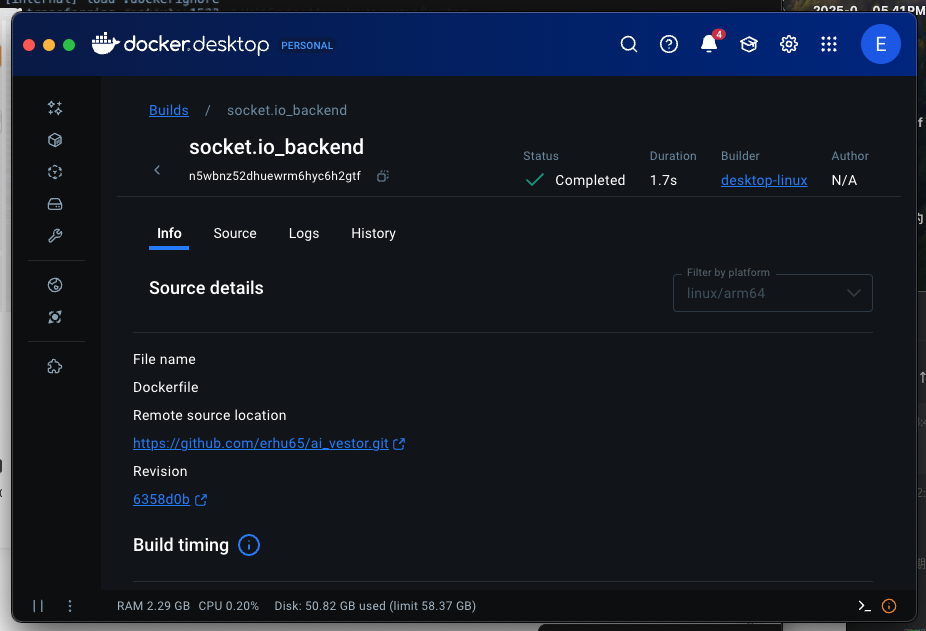 [internal] load .dockerignore
docker.desktop PERSONAL
4
E
Builds / socket.io_backend
socket.io_backend
n5wbnz52dhuewrm6hyc6h2gtf
Status
Completed
Duration
1.7s
Builder
desktop-linux
Author
N/A
Info Source Logs History
Source details
Filter by platform
linux/arm64
File name
Dockerfile
Remote source location
https://github.com/erhu65/ai_vestor.git
Revision
6358d0b
Build timing
RAM 2.29 GB CPU 0.20% Disk: 50.82 GB used (limit 58.37 GB)